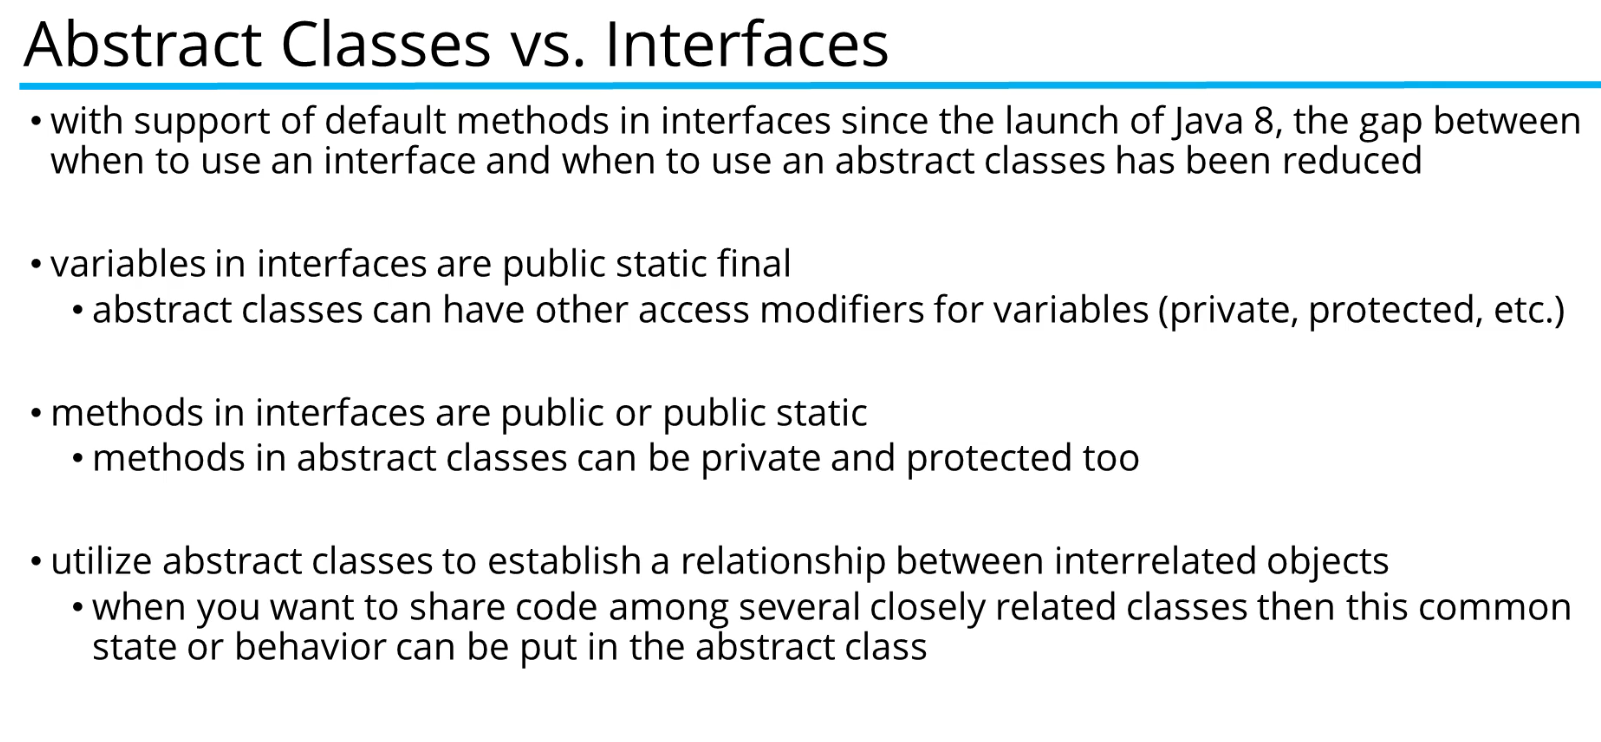 Abstract Classes vs. Interfaces
• with support of default methods in interfaces since the launch of Java 8, the gap between
when to use an interface and when to use an abstract classes has been reduced
• variables in interfaces are public static final
• abstract classes can have other access modifiers for variables (private, protected, etc.)
• methods in interfaces are public or public static
• methods in abstract classes can be private and protected too
• utilize abstract classes to establish a relationship between interrelated objects
• when you want to share code among several closely related classes then this common
state or behavior can be put in the abstract class